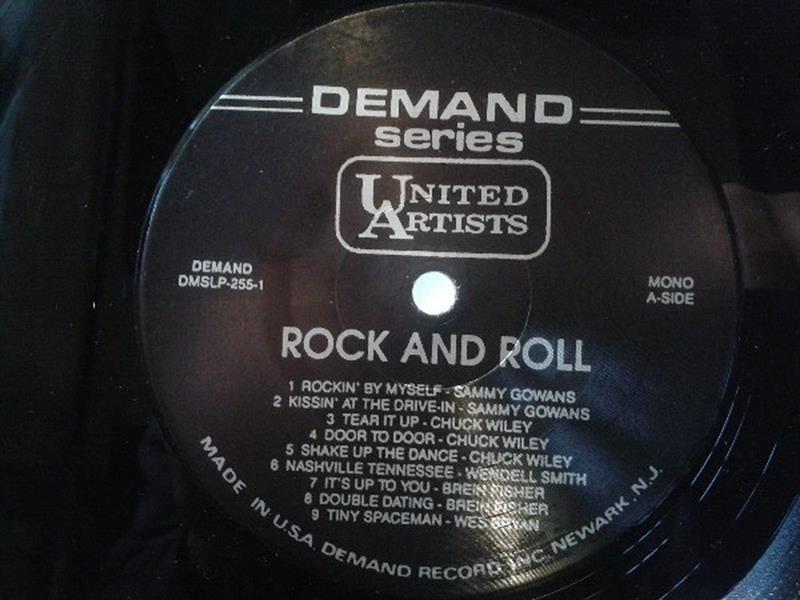 DEMAND
series
UNITED
ARTISTS
DEMAND
DMSLP-255-1
MONO
A-SIDE
ROCK AND ROLL
1 ROCKIN' BY MYSELF - SAMMY GOWANS
2 KISSIN' AT THE DRIVE-IN - SAMMY GOWANS
3 TEAR IT UP - CHUCK WILEY
4 DOOR TO DOOR - CHUCK WILEY
5 SHAKE UP THE DANCE - CHUCK WILEY
6 NASHVILLE TENNESSEE - WENDELL SMITH
7 IT'S UP TO YOU - BREIN FISHER
8 DOUBLE DATING - BREIN FISHER
9 TINY SPACEMAN - WES BRYAN
MADE IN U.S.A. DEMAND RECORD INC. NEWARK. N.J.